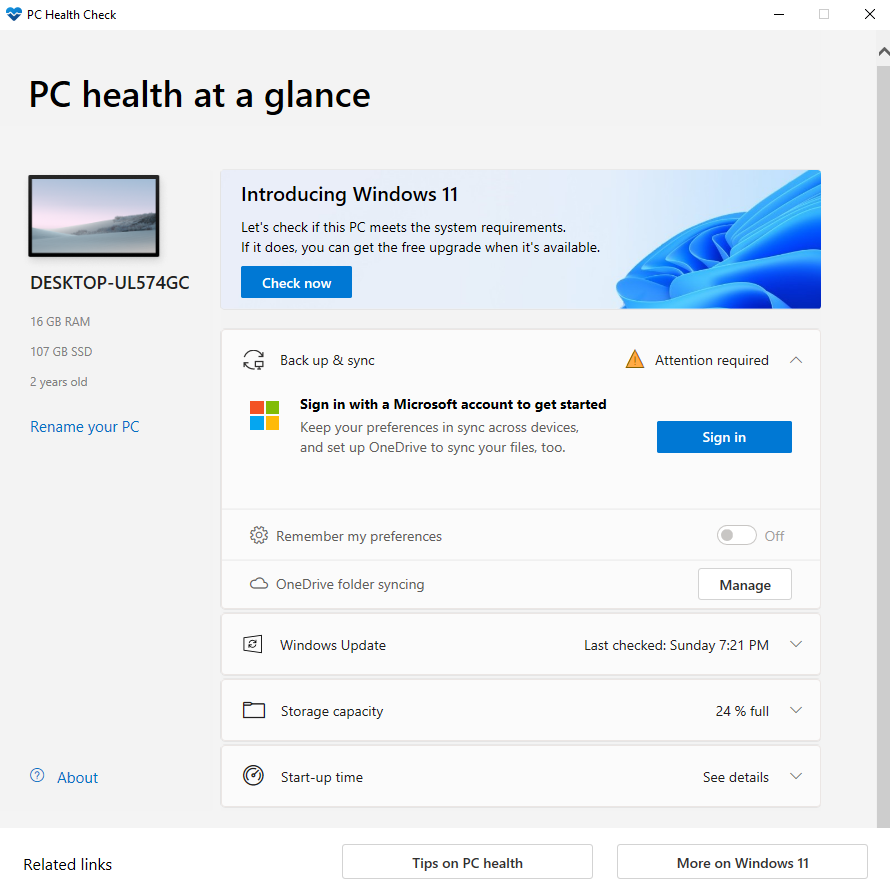 PC Health Check
PC health at a glance
DESKTOP-UL574GC
16 GB RAM
107 GB SSD
2 years old
Rename your PC
About
Introducing Windows 11
Let's check if this PC meets the system requirements.
If it does, you can get the free upgrade when it's available.
Check now
Back up & sync
Attention required
Sign in with a Microsoft account to get started
Keep your preferences in sync across devices,
and set up OneDrive to sync your files, too.
Sign in
Remember my preferences
Off
OneDrive folder syncing
Manage
Windows Update
Last checked: Sunday 7:21 PM
Storage capacity
24 % full
Start-up time
See details
Related links
Tips on PC health
More on Windows 11